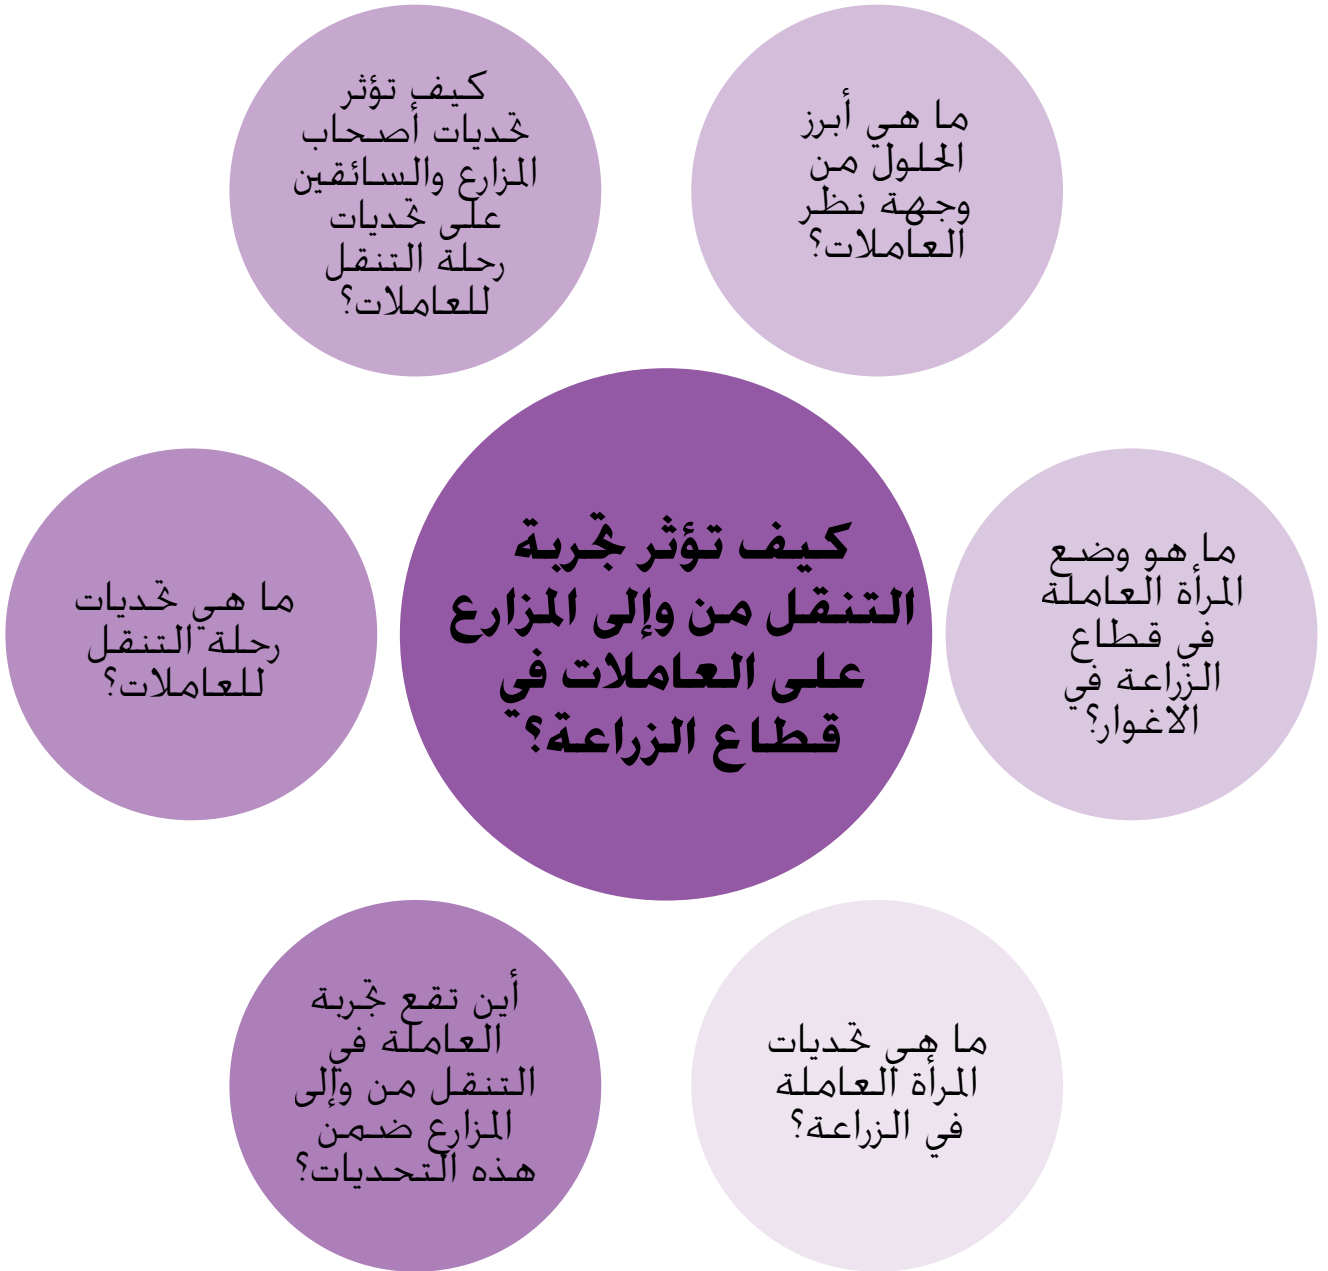 كيف تؤثر تجربة
التنقل من وإلى المزارع
على العاملات في
قطاع الزراعة؟
ما هو وضع
المرأة العاملة
في قطاع
الزراعة في
الاغوار؟
ما هي تحديات
المرأة العاملة
في الزراعة؟
أين تقع تجربة
العاملة في
التنقل من وإلى
المزارع ضمن
هذه التحديات؟
ما هي تحديات
رحلة التنقل
للعاملات؟
كيف تؤثر
تحديات أصحاب
المزارع والسائقين
على تحديات
رحلة التنقل
للعاملات؟
ما هي أبرز
الحلول من
وجهة نظر
العاملات؟